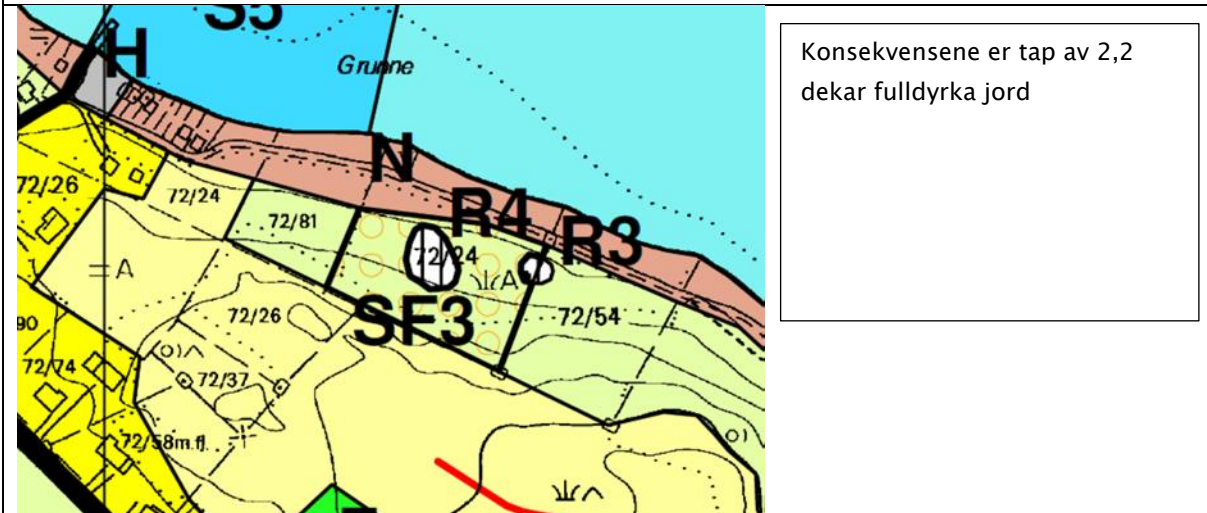 S5
H
Grunne
N
72/26
72/24
72/81
R4
R3
72/24
A
A
SF3
72/54
72/26
90
72/74
72/37
72/58m.fl.
Konsekvensene er tap av 2,2
dekar fulldyrka jord